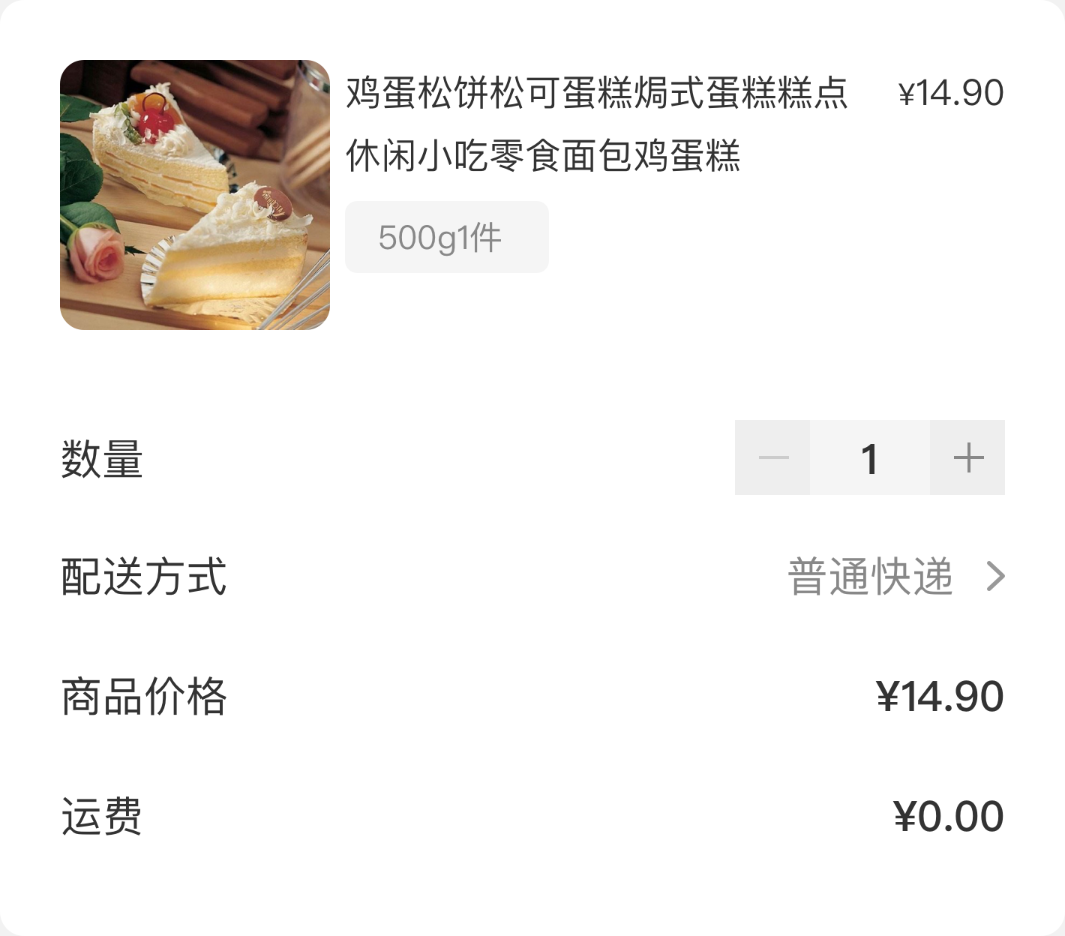 鸡蛋松饼松可蛋糕焗式蛋糕糕点 ¥14.90
休闲小吃零食面包鸡蛋糕
500g1件
数量 1
配送方式 普通快递
商品价格 ¥14.90
运费 ¥0.00